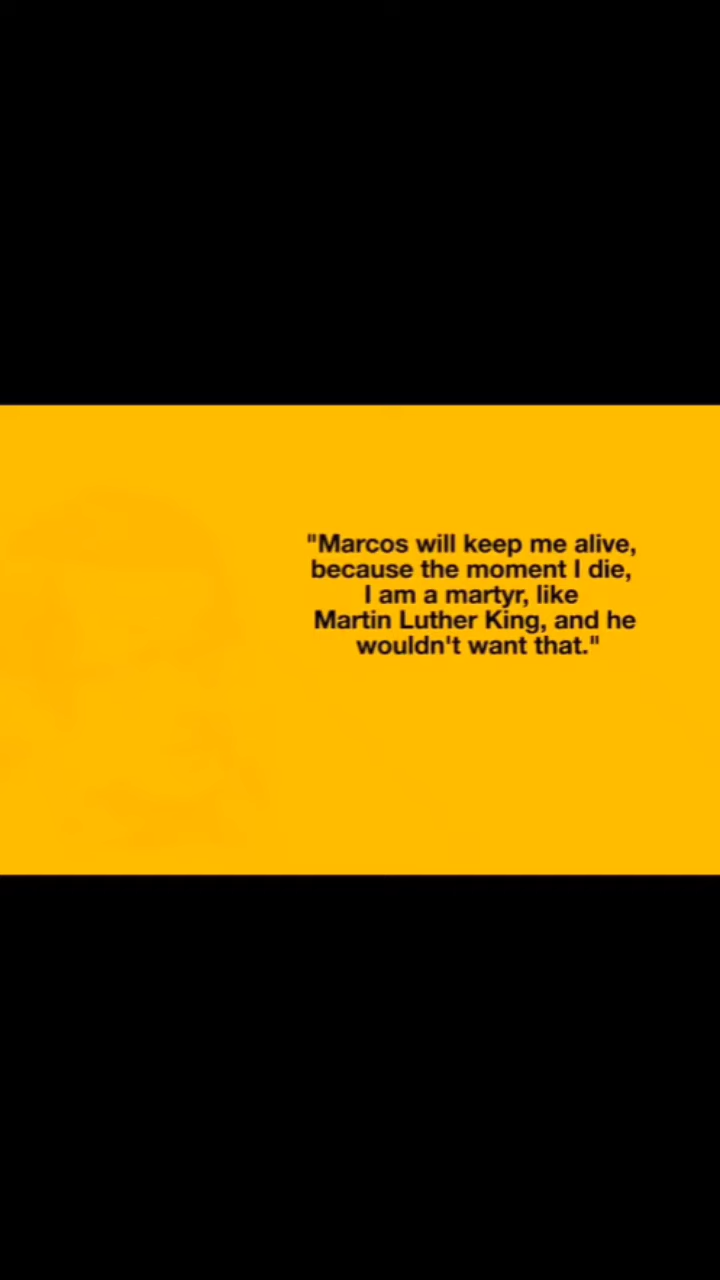 "Marcos will keep me alive,
because the moment I die,
I am a martyr, like
Martin Luther King, and he
wouldn't want that."